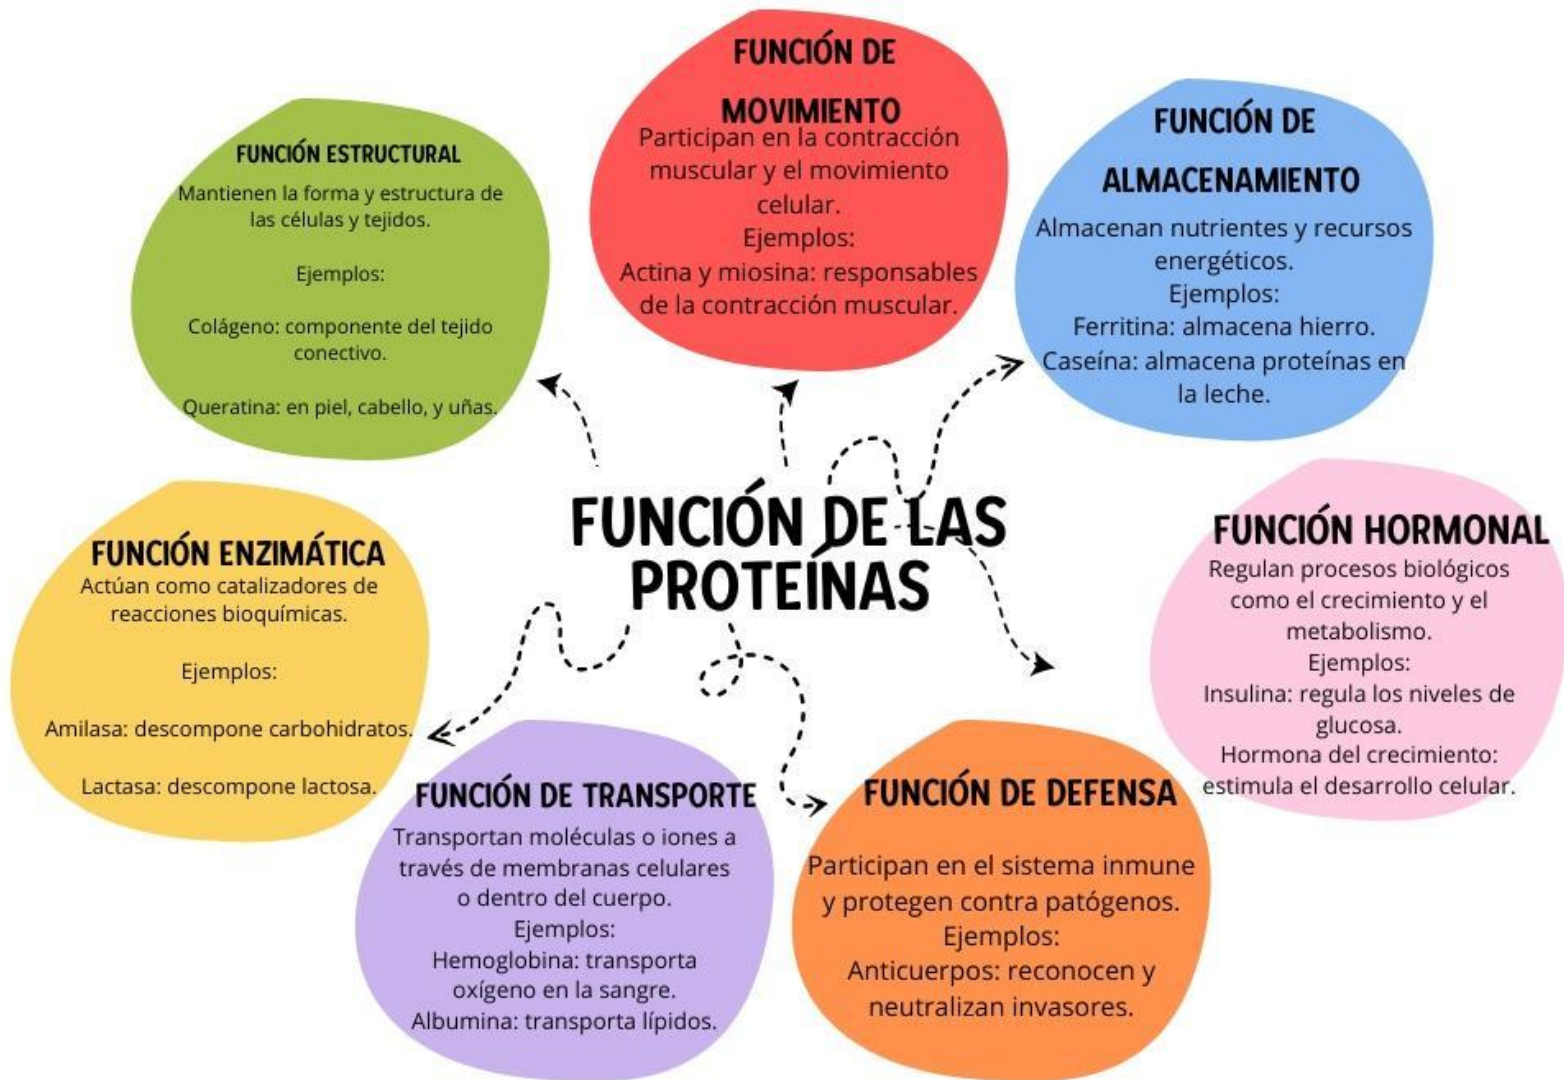 FUNCIÓN DE LAS
PROTEÍNAS
FUNCIÓN ESTRUCTURAL
Mantienen la forma y estructura de
las células y tejidos.
Ejemplos:
Colágeno: componente del tejido
conectivo.
Queratina: en piel, cabello, y uñas.
FUNCIÓN DE
MOVIMIENTO
Participan en la contracción
muscular y el movimiento
celular.
Ejemplos:
Actina y miosina: responsables
de la contracción muscular.
FUNCIÓN DE
ALMACENAMIENTO
Almacenan nutrientes y recursos
energéticos.
Ejemplos:
Ferritina: almacena hierro.
Caseína: almacena proteínas en
la leche.
FUNCIÓN ENZIMÁTICA
Actúan como catalizadores de
reacciones bioquímicas.
Ejemplos:
Amilasa: descompone carbohidratos.
Lactasa: descompone lactosa.
FUNCIÓN DE TRANSPORTE
Transportan moléculas o iones a
través de membranas celulares
o dentro del cuerpo.
Ejemplos:
Hemoglobina: transporta
oxígeno en la sangre.
Albumina: transporta lípidos.
FUNCIÓN DE DEFENSA
Participan en el sistema inmune
y protegen contra patógenos.
Ejemplos:
Anticuerpos: reconocen y
neutralizan invasores.
FUNCIÓN HORMONAL
Regulan procesos biológicos
como el crecimiento y el
metabolismo.
Ejemplos:
Insulina: regula los niveles de
glucosa.
Hormona del crecimiento:
estimula el desarrollo celular.